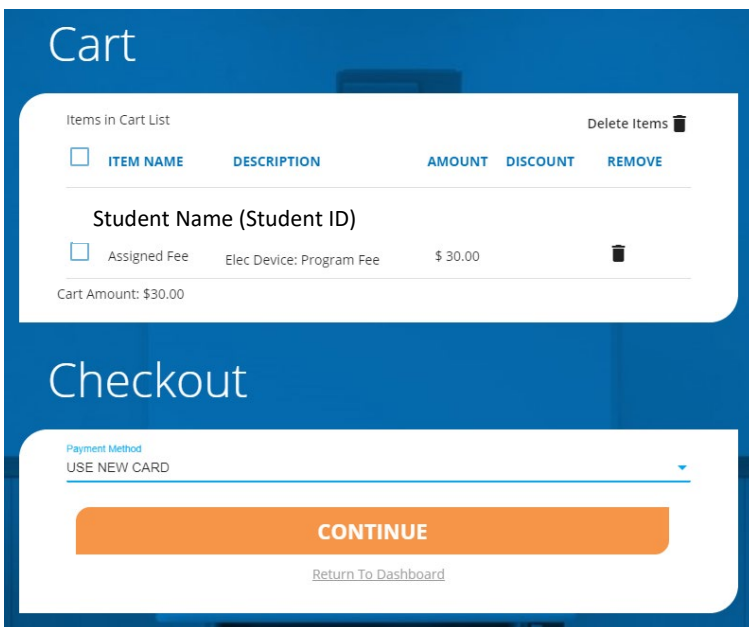 Cart
Items in Cart List Delete Items
ITEM NAME DESCRIPTION AMOUNT DISCOUNT REMOVE
Student Name (Student ID)
Assigned Fee Elec Device: Program Fee $ 30.00
Cart Amount: $30.00
Checkout
Payment Method
USE NEW CARD
CONTINUE
Return To Dashboard